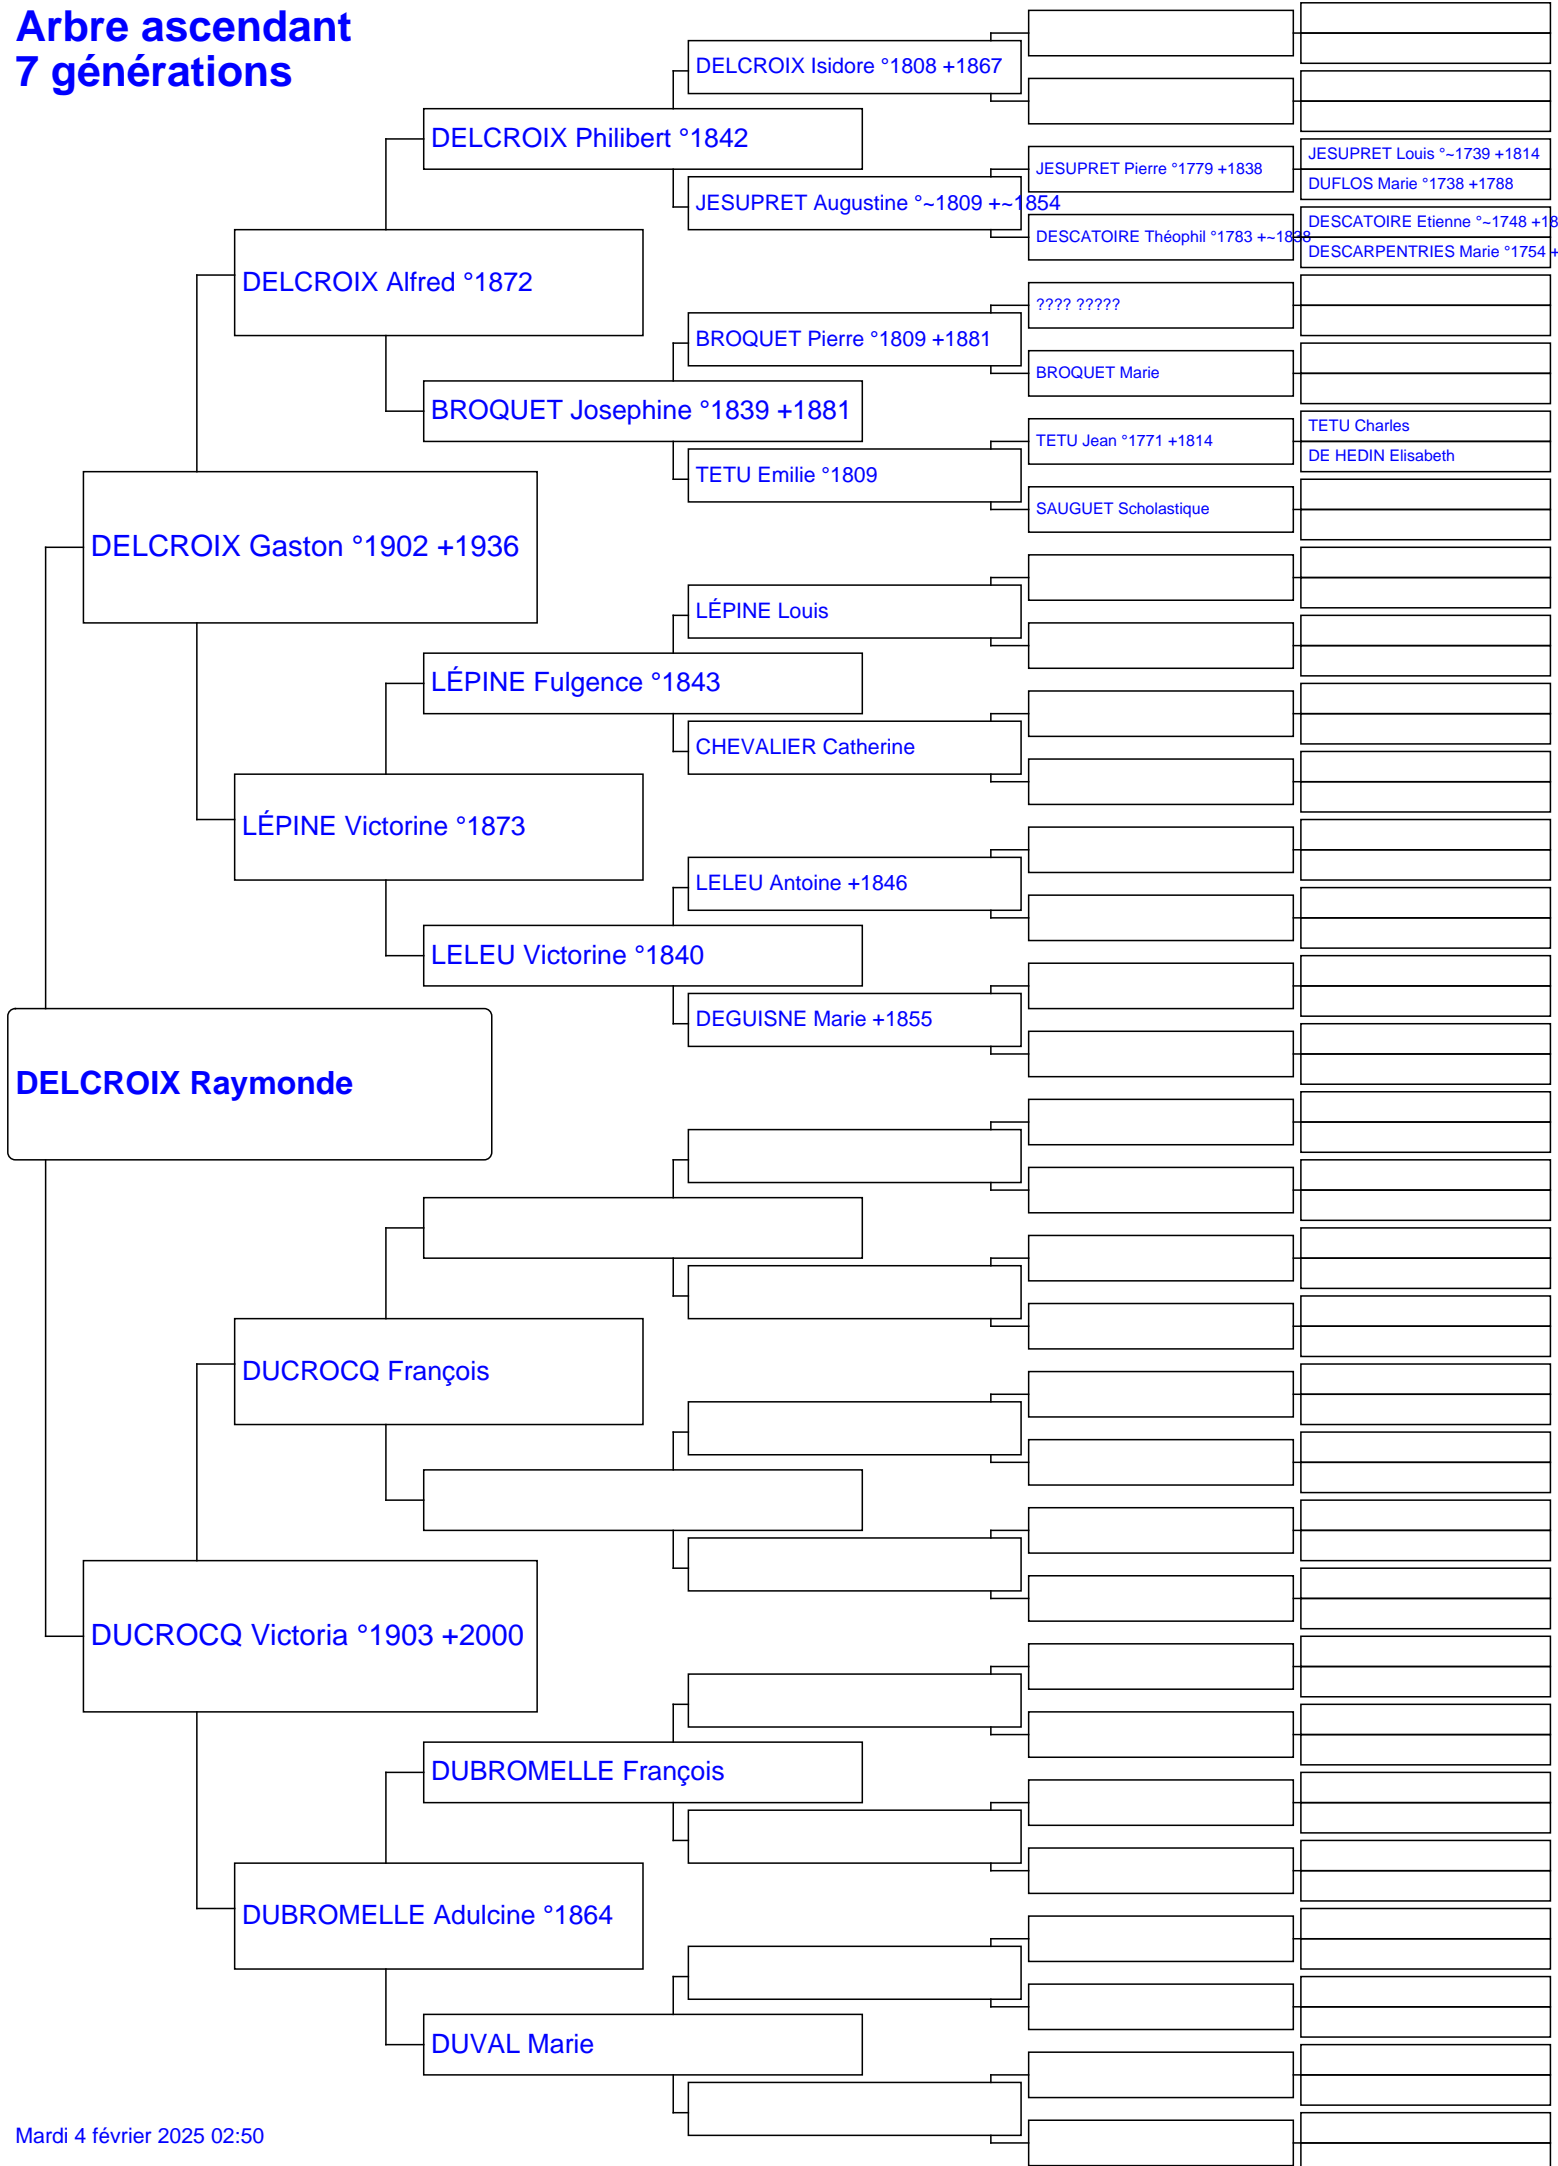 Arbre ascendant
7 générations
DELCROIX Isidore °1808 +1867
DELCROIX Philibert °1842
JESUPRET Pierre °1779 +1838
JESUPRET Louis °~1739 +1814
DUFLOS Marie °1738 +1788
JESUPRET Augustine °~1809 +~1854
DESCATOIRE Théophil °1783 +~1838
DESCATOIRE Etienne °~1748 +18
DESCARPENTRIES Marie °1754 +
DELCROIX Alfred °1872
???? ?????
BROQUET Pierre °1809 +1881
BROQUET Marie
BROQUET Josephine °1839 +1881
TETU Jean °1771 +1814
TETU Charles
DE HEDIN Elisabeth
TETU Emilie °1809
SAUGUET Scholastique
DELCROIX Gaston °1902 +1936
LÉPINE Louis
LÉPINE Fulgence °1843
CHEVALIER Catherine
LÉPINE Victorine °1873
LELEU Antoine +1846
LELEU Victorine °1840
DEGUISNE Marie +1855
DELCROIX Raymonde
DUCROCQ François
DUCROCQ Victoria °1903 +2000
DUBROMELLE François
DUBROMELLE Adulcine °1864
DUVAL Marie
Mardi 4 février 2025 02:50